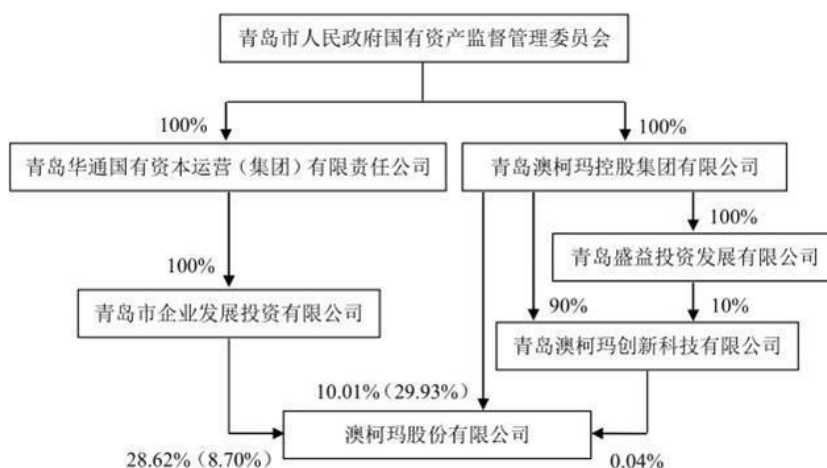 青岛市人民政府国有资产监督管理委员会
100%
100%
青岛华通国有资本运营（集团）有限责任公司
青岛澳柯玛控股集团有限公司
100%
青岛盛益投资发展有限公司
100%
青岛市企业发展投资有限公司
90%
10%
青岛澳柯玛创新科技有限公司
10.01%（29.93%）
澳柯玛股份有限公司
28.62%（8.70%）
0.04%